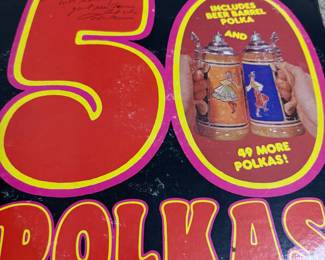 50
INCLUDES
BEER BARREL
POLKA
AND
49 MORE
POLKAS!
POLKAS